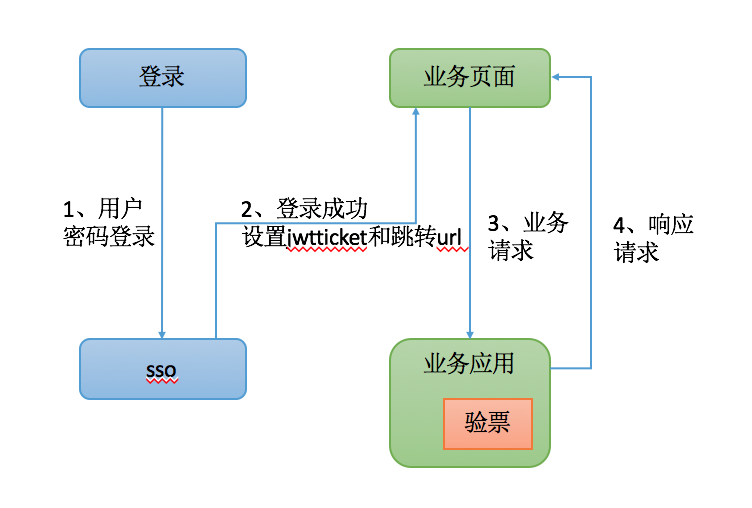 登录
业务页面
1、用户
密码登录
2、登录成功
设置jwtticket和跳转url
3、业务
请求
4、响应
请求
sso
业务应用
验票